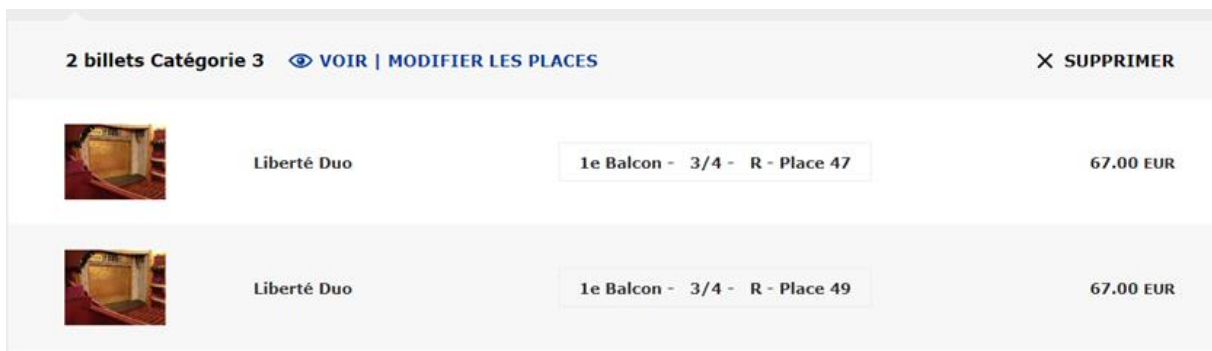 2 billets Catégorie 3 VOIR | MODIFIER LES PLACES SUPPRIMER
Liberté Duo 1e Balcon - 3/4 - R - Place 47 67.00 EUR
Liberté Duo 1e Balcon - 3/4 - R - Place 49 67.00 EUR